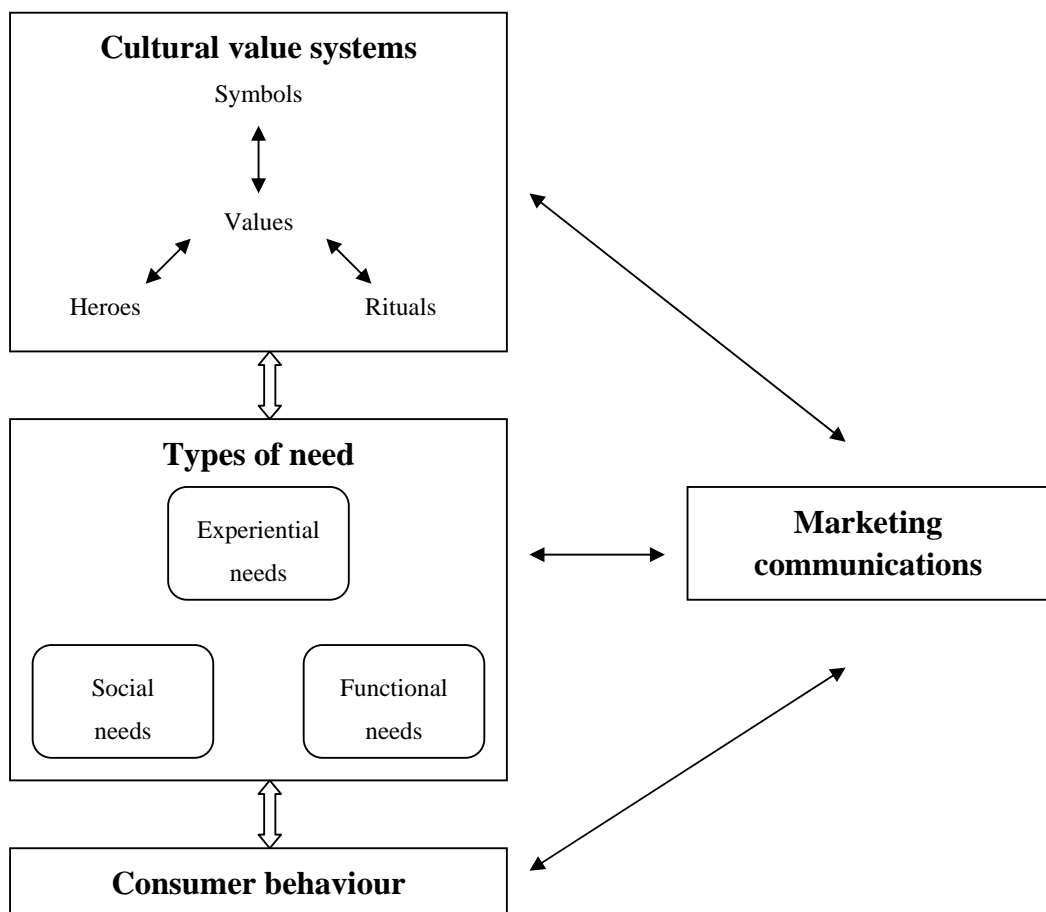 Cultural value systems
Symbols
Values
Heroes
Rituals
Types of need
Experiential
needs
Social
needs
Functional
needs
Marketing
communications
Consumer behaviour